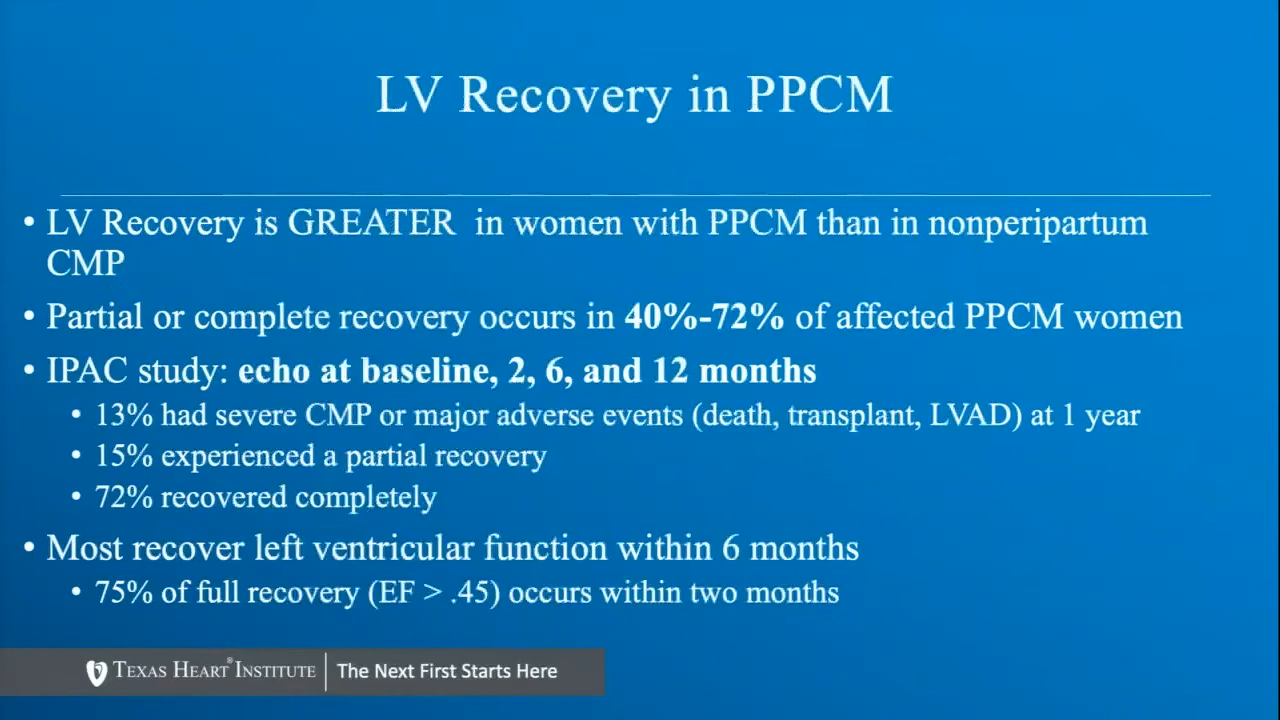 LV Recovery in PPCM
• LV Recovery is GREATER in women with PPCM than in nonperipartum
CMP
• Partial or complete recovery occurs in 40%-72% of affected PPCM women
• IPAC study: echo at baseline, 2, 6, and 12 months
• 13% had severe CMP or major adverse events (death, transplant, LVAD) at 1 year
• 15% experienced a partial recovery
• 72% recovered completely
• Most recover left ventricular function within 6 months
• 75% of full recovery (EF > .45) occurs within two months
TEXAS HEART® INSTITUTE | The Next First Starts Here